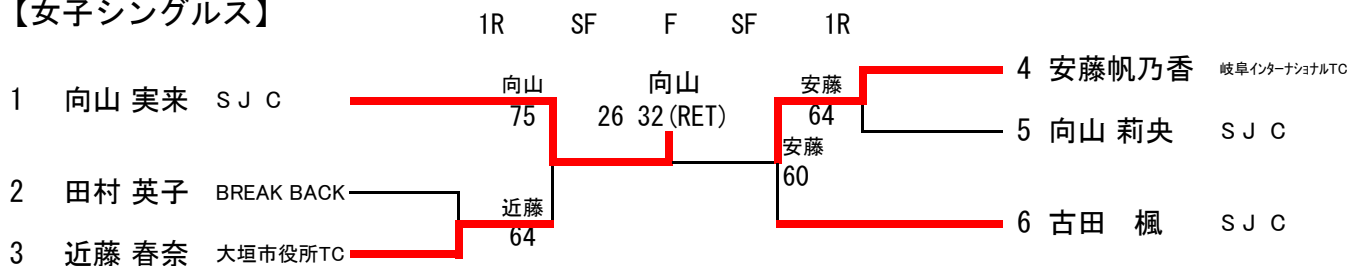 【女子シングルス】
1R SF F SF 1R
1 向山 実来 ＳＪＣ
2 田村 英子 BREAK BACK
3 近藤 春奈 大垣市役所TC
向山
75
近藤
64
向山
26 32(RET)
安藤
64
安藤
60
4 安藤帆乃香 岐阜インターナショナルTC
5 向山 莉央 ＳＪＣ
6 古田　楓 ＳＪＣ